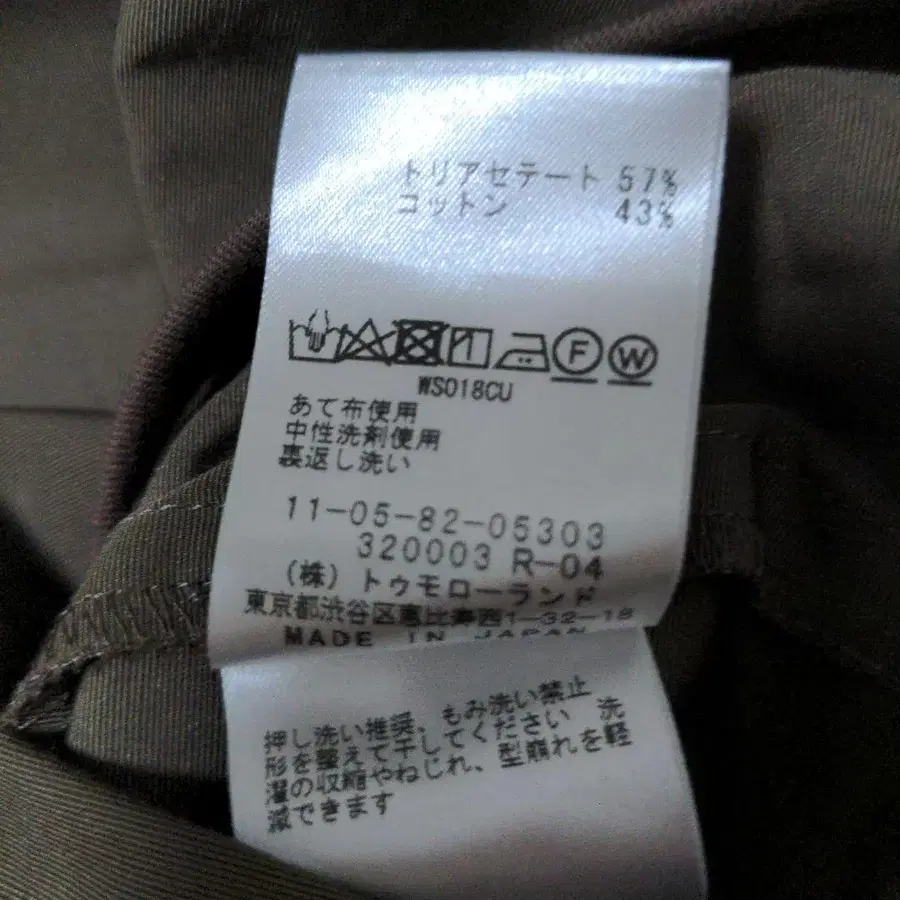 トリアセテート 57%
コットン 43%
F W
WS018CU
あて布使用
中性洗剤使用
裏返し洗い
11-05-82-05303
320003 R-04
(株)トゥモローランド
東京都渋谷区恵比寿西1-32-18
MADE IN JAPAN
押し洗い推奨、もみ洗い禁止
形を整えて干してください 洗
濯の収縮やねじれ、型崩れを軽
減できます